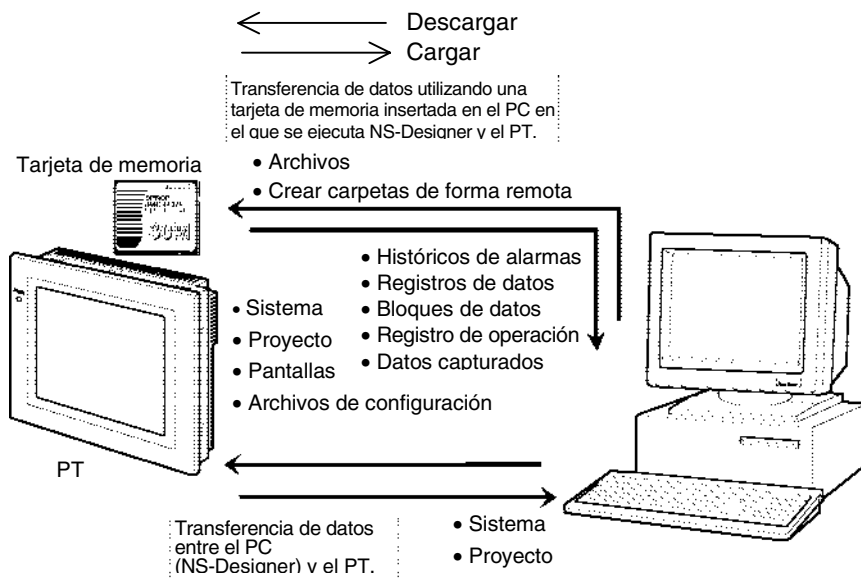 Descargar
Cargar
Transferencia de datos utilizando una
tarjeta de memoria insertada en el PC en
el que se ejecuta NS-Designer y el PT.
Tarjeta de memoria
• Archivos
• Crear carpetas de forma remota
• Históricos de alarmas
• Registros de datos
• Bloques de datos
• Registro de operación
• Datos capturados
• Sistema
• Proyecto
• Pantallas
• Archivos de configuración
PT
Transferencia de datos
entre el PC
(NS-Designer) y el PT.
• Sistema
• Proyecto